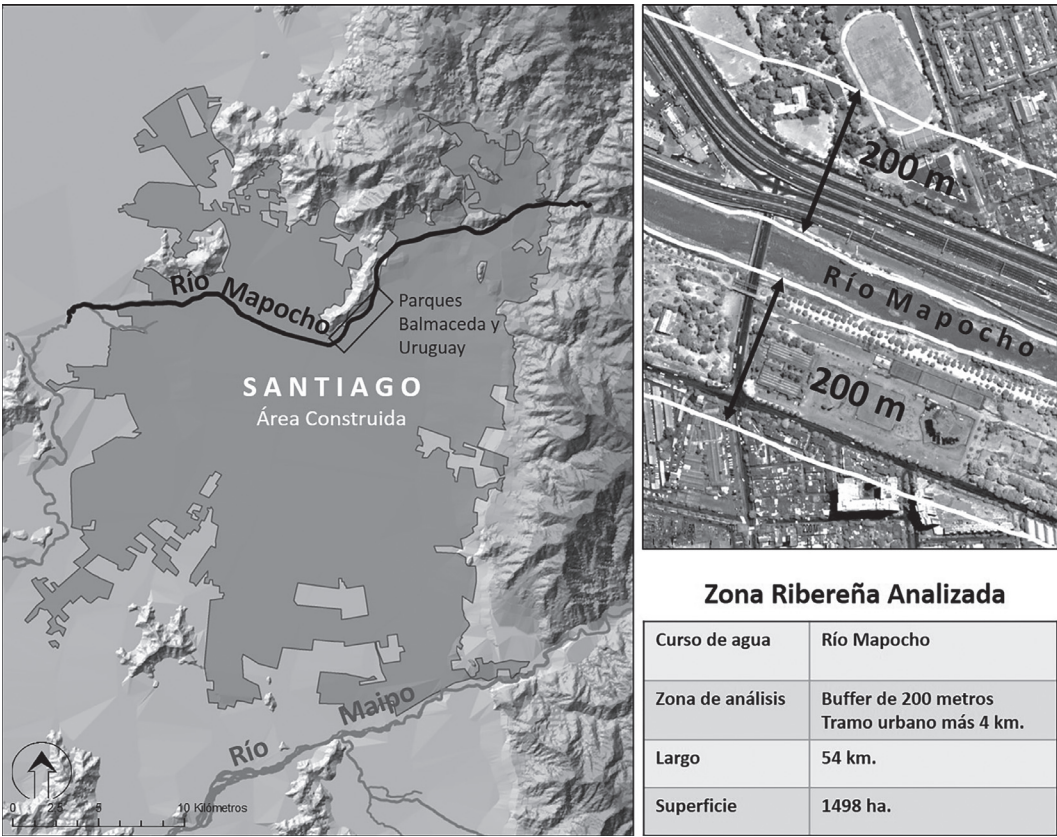 Río Mapocho
Parques
Balmaceda y
Uruguay
SANTIAGO
Área Construida
Río Maipo
0 2.5 5 10 Kilómetros
200 m
Río Mapocho
200 m
Zona Ribereña Analizada
Curso de agua Río Mapocho
Zona de análisis Buffer de 200 metros
Tramo urbano más 4 km.
Largo 54 km.
Superficie 1498 ha.